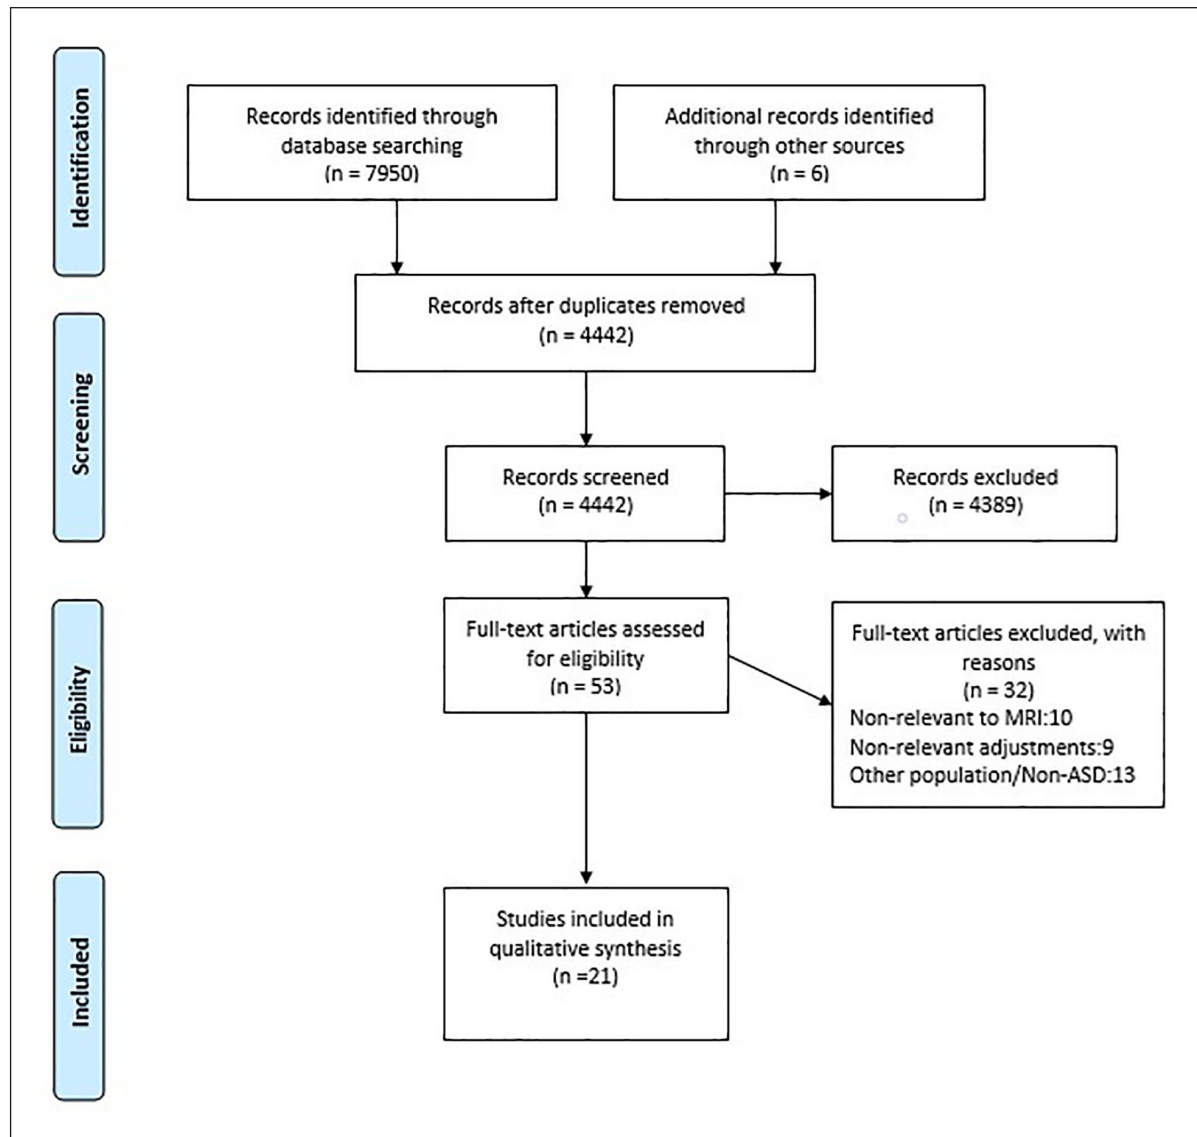 Identification
Records identified through
database searching
(n = 7950)
Additional records identified
through other sources
(n = 6)
Records after duplicates removed
(n = 4442)
Screening
Records screened
(n = 4442)
Records excluded
(n = 4389)
Eligibility
Full-text articles assessed
for eligibility
(n = 53)
Full-text articles excluded, with
reasons
(n = 32)
Non-relevant to MRI:10
Non-relevant adjustments:9
Other population/Non-ASD:13
Included
Studies included in
qualitative synthesis
(n =21)